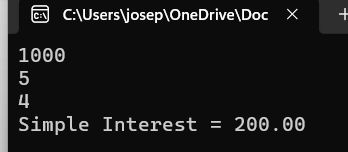 C:\Users\josep\OneDrive\Doc
1000
5
4
Simple Interest = 200.00